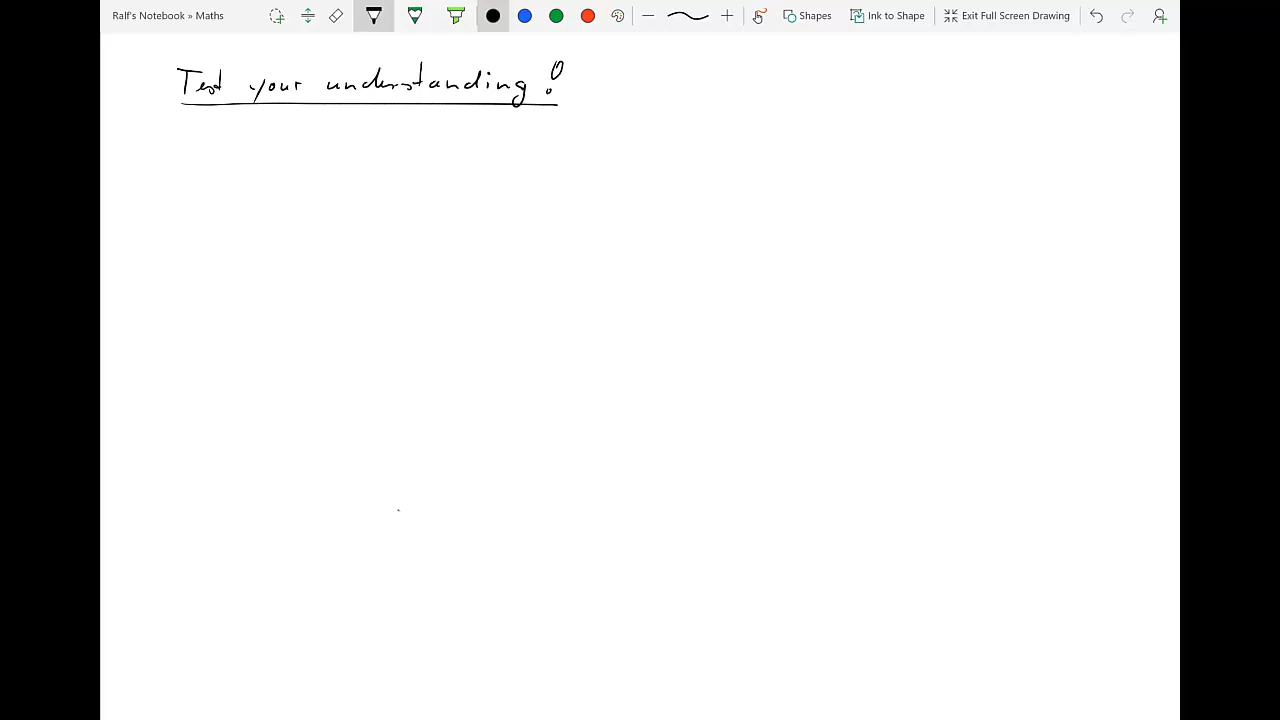 Ralf's Notebook » Maths Shapes Ink to Shape Exit Full Screen Drawing
Test your understanding!